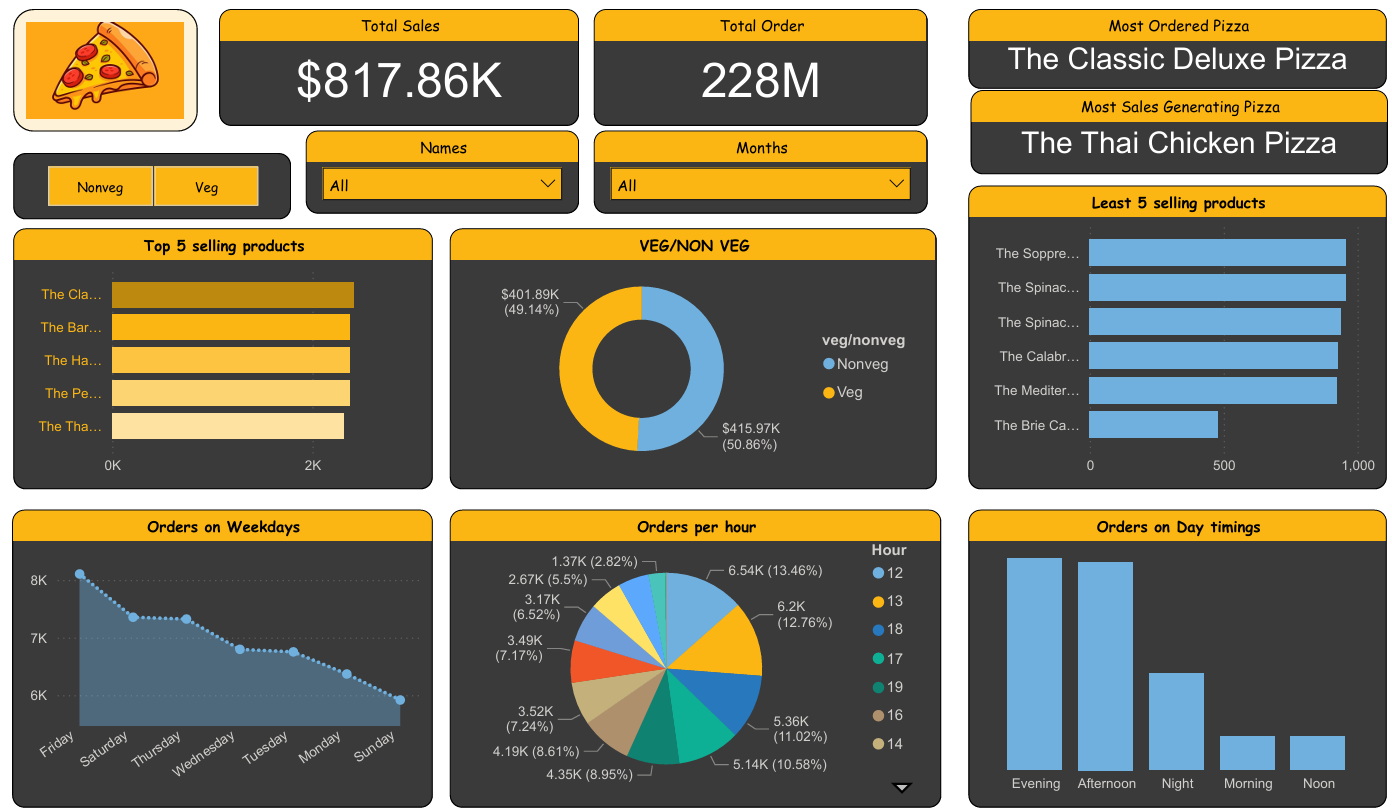 Total Sales
$817.86K
Total Order
228M
Most Ordered Pizza
The Classic Deluxe Pizza
Most Sales Generating Pizza
The Thai Chicken Pizza
Nonveg
Veg
Names
All
Months
All
Top 5 selling products
The Cla…
The Bar…
The Ha…
The Pe…
The Tha…
0K
2K
VEG/NON VEG
$401.89K
(49.14%)
$415.97K
(50.86%)
veg/nonveg
Nonveg
Veg
Least 5 selling products
The Soppre…
The Spinac…
The Spinac…
The Calabr…
The Mediter…
The Brie Ca…
0
500
1,000
Orders on Weekdays
8K
7K
6K
Friday
Saturday
Thursday
Wednesday
Tuesday
Monday
Sunday
Orders per hour
1.37K (2.82%)
2.67K (5.5%)
3.17K
(6.52%)
3.49K
(7.17%)
3.52K
(7.24%)
4.19K (8.61%)
4.35K (8.95%)
6.54K (13.46%)
6.2K
(12.76%)
5.36K
(11.02%)
5.14K (10.58%)
Hour
12
13
18
17
19
16
14
Orders on Day timings
Evening
Afternoon
Night
Morning
Noon